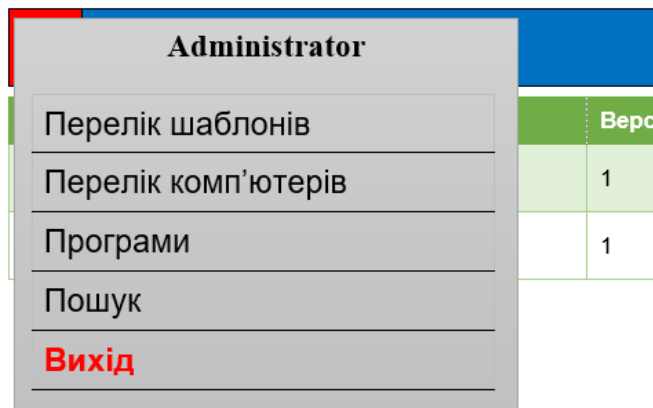 Administrator
Перелік шаблонів
Перелік комп’ютерів
Програми
Пошук
Вихід
1
1